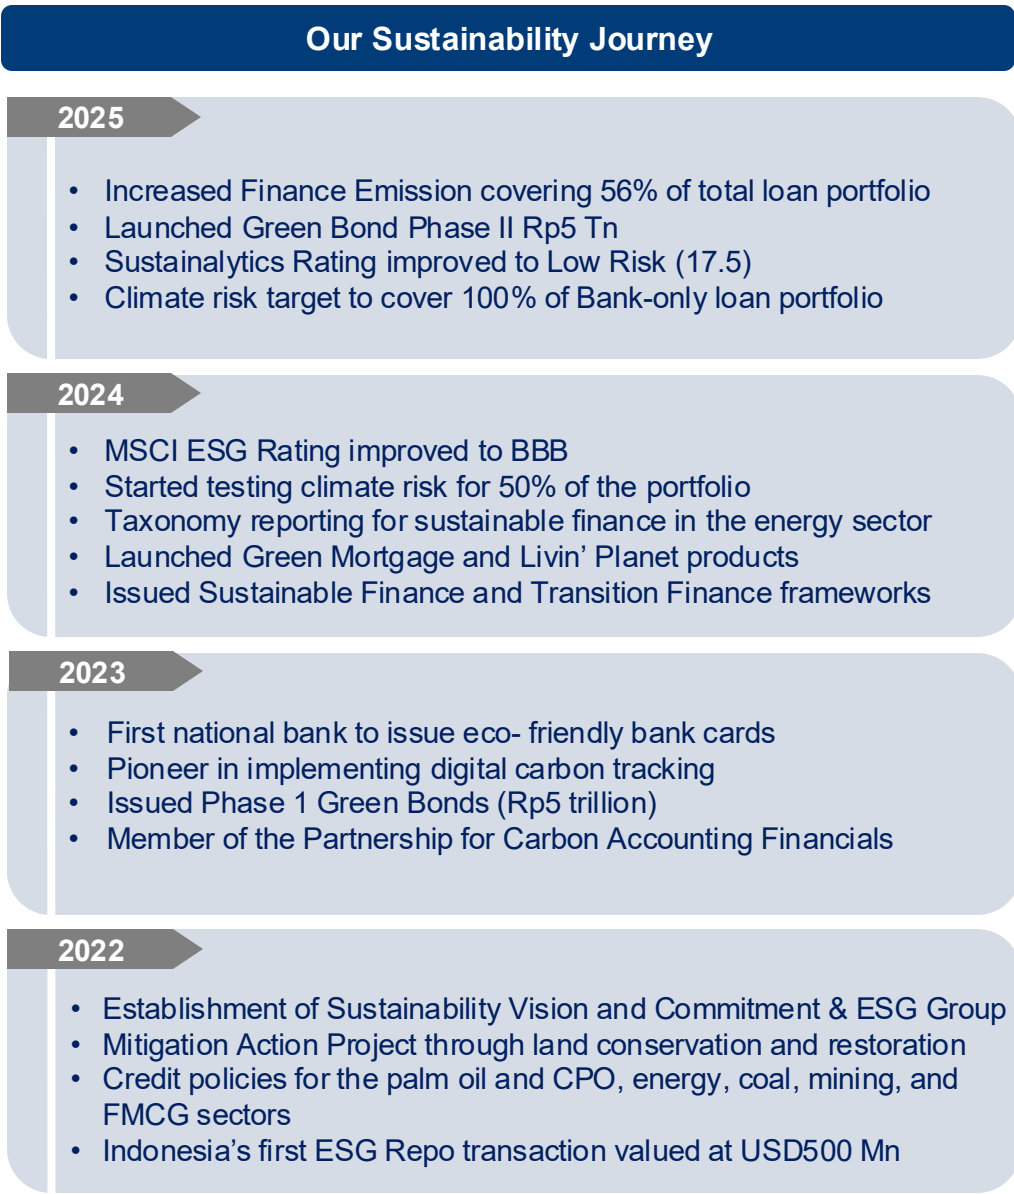 Our Sustainability Journey
2025
• Increased Finance Emission covering 56% of total loan portfolio
• Launched Green Bond Phase II Rp5 Tn
• Sustainalytics Rating improved to Low Risk (17.5)
• Climate risk target to cover 100% of Bank-only loan portfolio
2024
• MSCI ESG Rating improved to BBB
• Started testing climate risk for 50% of the portfolio
• Taxonomy reporting for sustainable finance in the energy sector
• Launched Green Mortgage and Livin’ Planet products
• Issued Sustainable Finance and Transition Finance frameworks
2023
• First national bank to issue eco- friendly bank cards
• Pioneer in implementing digital carbon tracking
• Issued Phase 1 Green Bonds (Rp5 trillion)
• Member of the Partnership for Carbon Accounting Financials
2022
• Establishment of Sustainability Vision and Commitment & ESG Group
• Mitigation Action Project through land conservation and restoration
• Credit policies for the palm oil and CPO, energy, coal, mining, and
FMCG sectors
• Indonesia’s first ESG Repo transaction valued at USD500 Mn